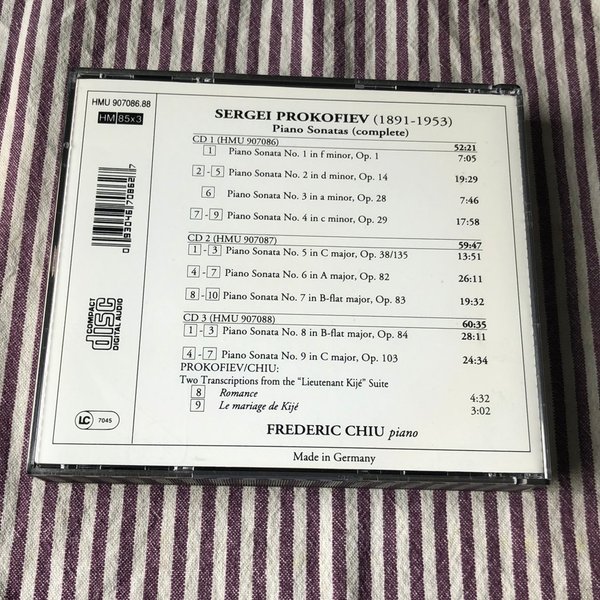 HMU 907086.88
HM 85x3
SERGEI PROKOFIEV (1891-1953)
Piano Sonatas (complete)
CD 1 (HMU 907086) 52:21
1 Piano Sonata No. 1 in f minor, Op. 1 7:05
2 - 5 Piano Sonata No. 2 in d minor, Op. 14 19:29
6 Piano Sonata No. 3 in a minor, Op. 28 7:46
7 - 9 Piano Sonata No. 4 in c minor, Op. 29 17:58
CD 2 (HMU 907087) 59:47
1 - 3 Piano Sonata No. 5 in C major, Op. 38/135 13:51
4 - 7 Piano Sonata No. 6 in A major, Op. 82 26:11
8 - 10 Piano Sonata No. 7 in B-flat major, Op. 83 19:32
CD 3 (HMU 907088) 60:35
1 - 3 Piano Sonata No. 8 in B-flat major, Op. 84 28:11
4 - 7 Piano Sonata No. 9 in C major, Op. 103 24:34
PROKOFIEV/CHIU:
Two Transcriptions from the "Lieutenant Kijé" Suite
8 Romance 4:32
9 Le mariage de Kijé 3:02
FREDERIC CHIU piano
Made in Germany
0 93046 70862 7
COMPACT
disc
DIGITAL AUDIO
LC 7045